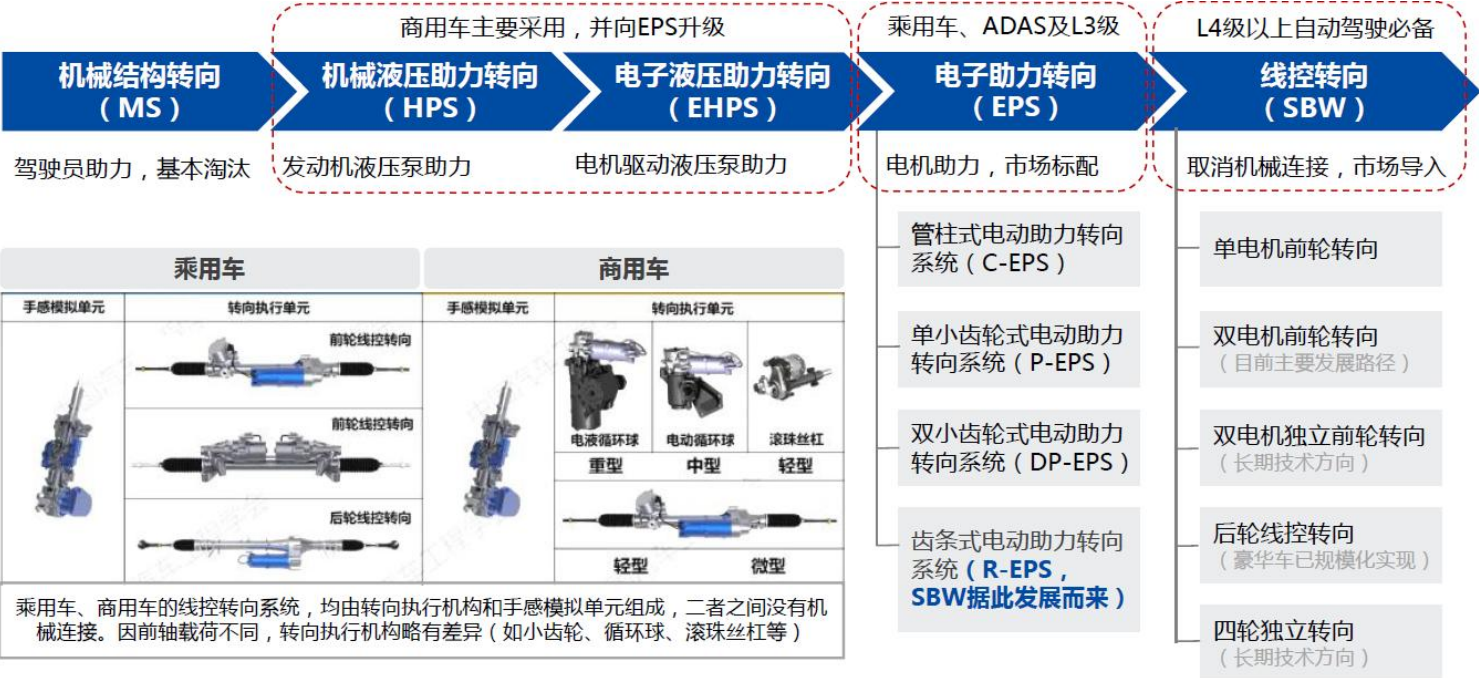 商用车主要采用，并向EPS升级
乘用车、ADAS及L3级
L4级以上自动驾驶必备
机械结构转向
（MS）
机械液压助力转向
（HPS）
电子液压助力转向
（EHPS）
电子助力转向
（EPS）
线控转向
（SBW）
驾驶员助力，基本淘汰
发动机液压泵助力
电机驱动液压泵助力
电机助力，市场标配
取消机械连接，市场导入
管柱式电动助力转向
系统（C-EPS）
单小齿轮式电动助力
转向系统（P-EPS）
双小齿轮式电动助力
转向系统（DP-EPS）
齿条式电动助力转向
系统（R-EPS，
SBW据此发展而来）
单电机前轮转向
双电机前轮转向
（目前主要发展路径）
双电机独立前轮转向
（长期技术方向）
后轮线控转向
（豪华车已规模化实现）
四轮独立转向
（长期技术方向）
乘用车
商用车
手感模拟单元
转向执行单元
手感模拟单元
转向执行单元
前轮线控转向
前轮线控转向
后轮线控转向
电液循环球
电动循环球
滚珠丝杠
重型
中型
轻型
轻型
微型
乘用车、商用车的线控转向系统，均由转向执行机构和手感模拟单元组成，二者之间没有机
械连接。因前轴载荷不同，转向执行机构略有差异（如小齿轮、循环球、滚珠丝杠等）